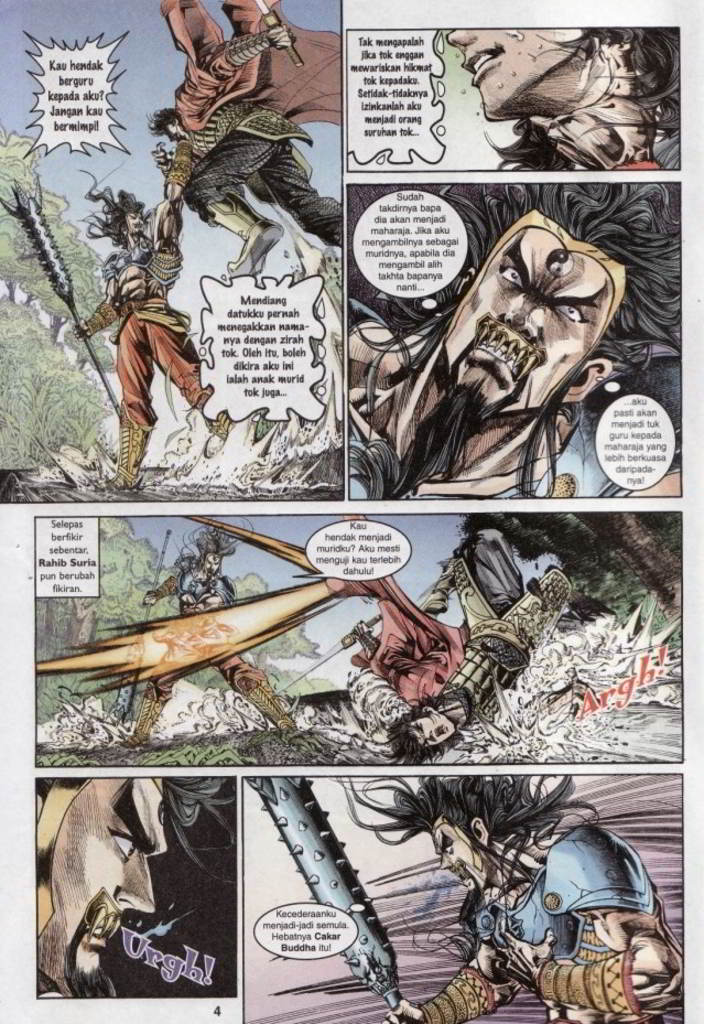 Kau hendak
berguru
kepada aku?
Jangan kau
bermimpi!
Mendiang
datukku pernah
menegakkan nama-
nya dengan zirah
tok. Oleh itu, boleh
dikira aku ini
ialah anak murid
tok juga...
Tak mengapalah
jika tok enggan
mewariskan hikmat
tok kepadaku.
Setidak-tidaknya
izinkanlah aku
menjadi orang
suruhan tok...
Sudah
takdirnya bapa
dia akan menjadi
maharaja. Jika aku
mengambilnya sebagai
muridnya, apabila dia
mengambil alih
takhta bapanya
nanti...
...aku
pasti akan
menjadi tuk
guru kepada
maharaja yang
lebih berkuasa
daripada-
nya!
Selepas
berfikir
sebentar,
Rahib Suria
pun berubah
fikiran.
Kau
hendak menjadi
muridku? Aku mesti
menguji kau terlebih
dahulu!
Argh!
Urgh!
Kecederaanku
menjadi-jadi semula.
Hebatnya Cakar
Buddha itu!
4